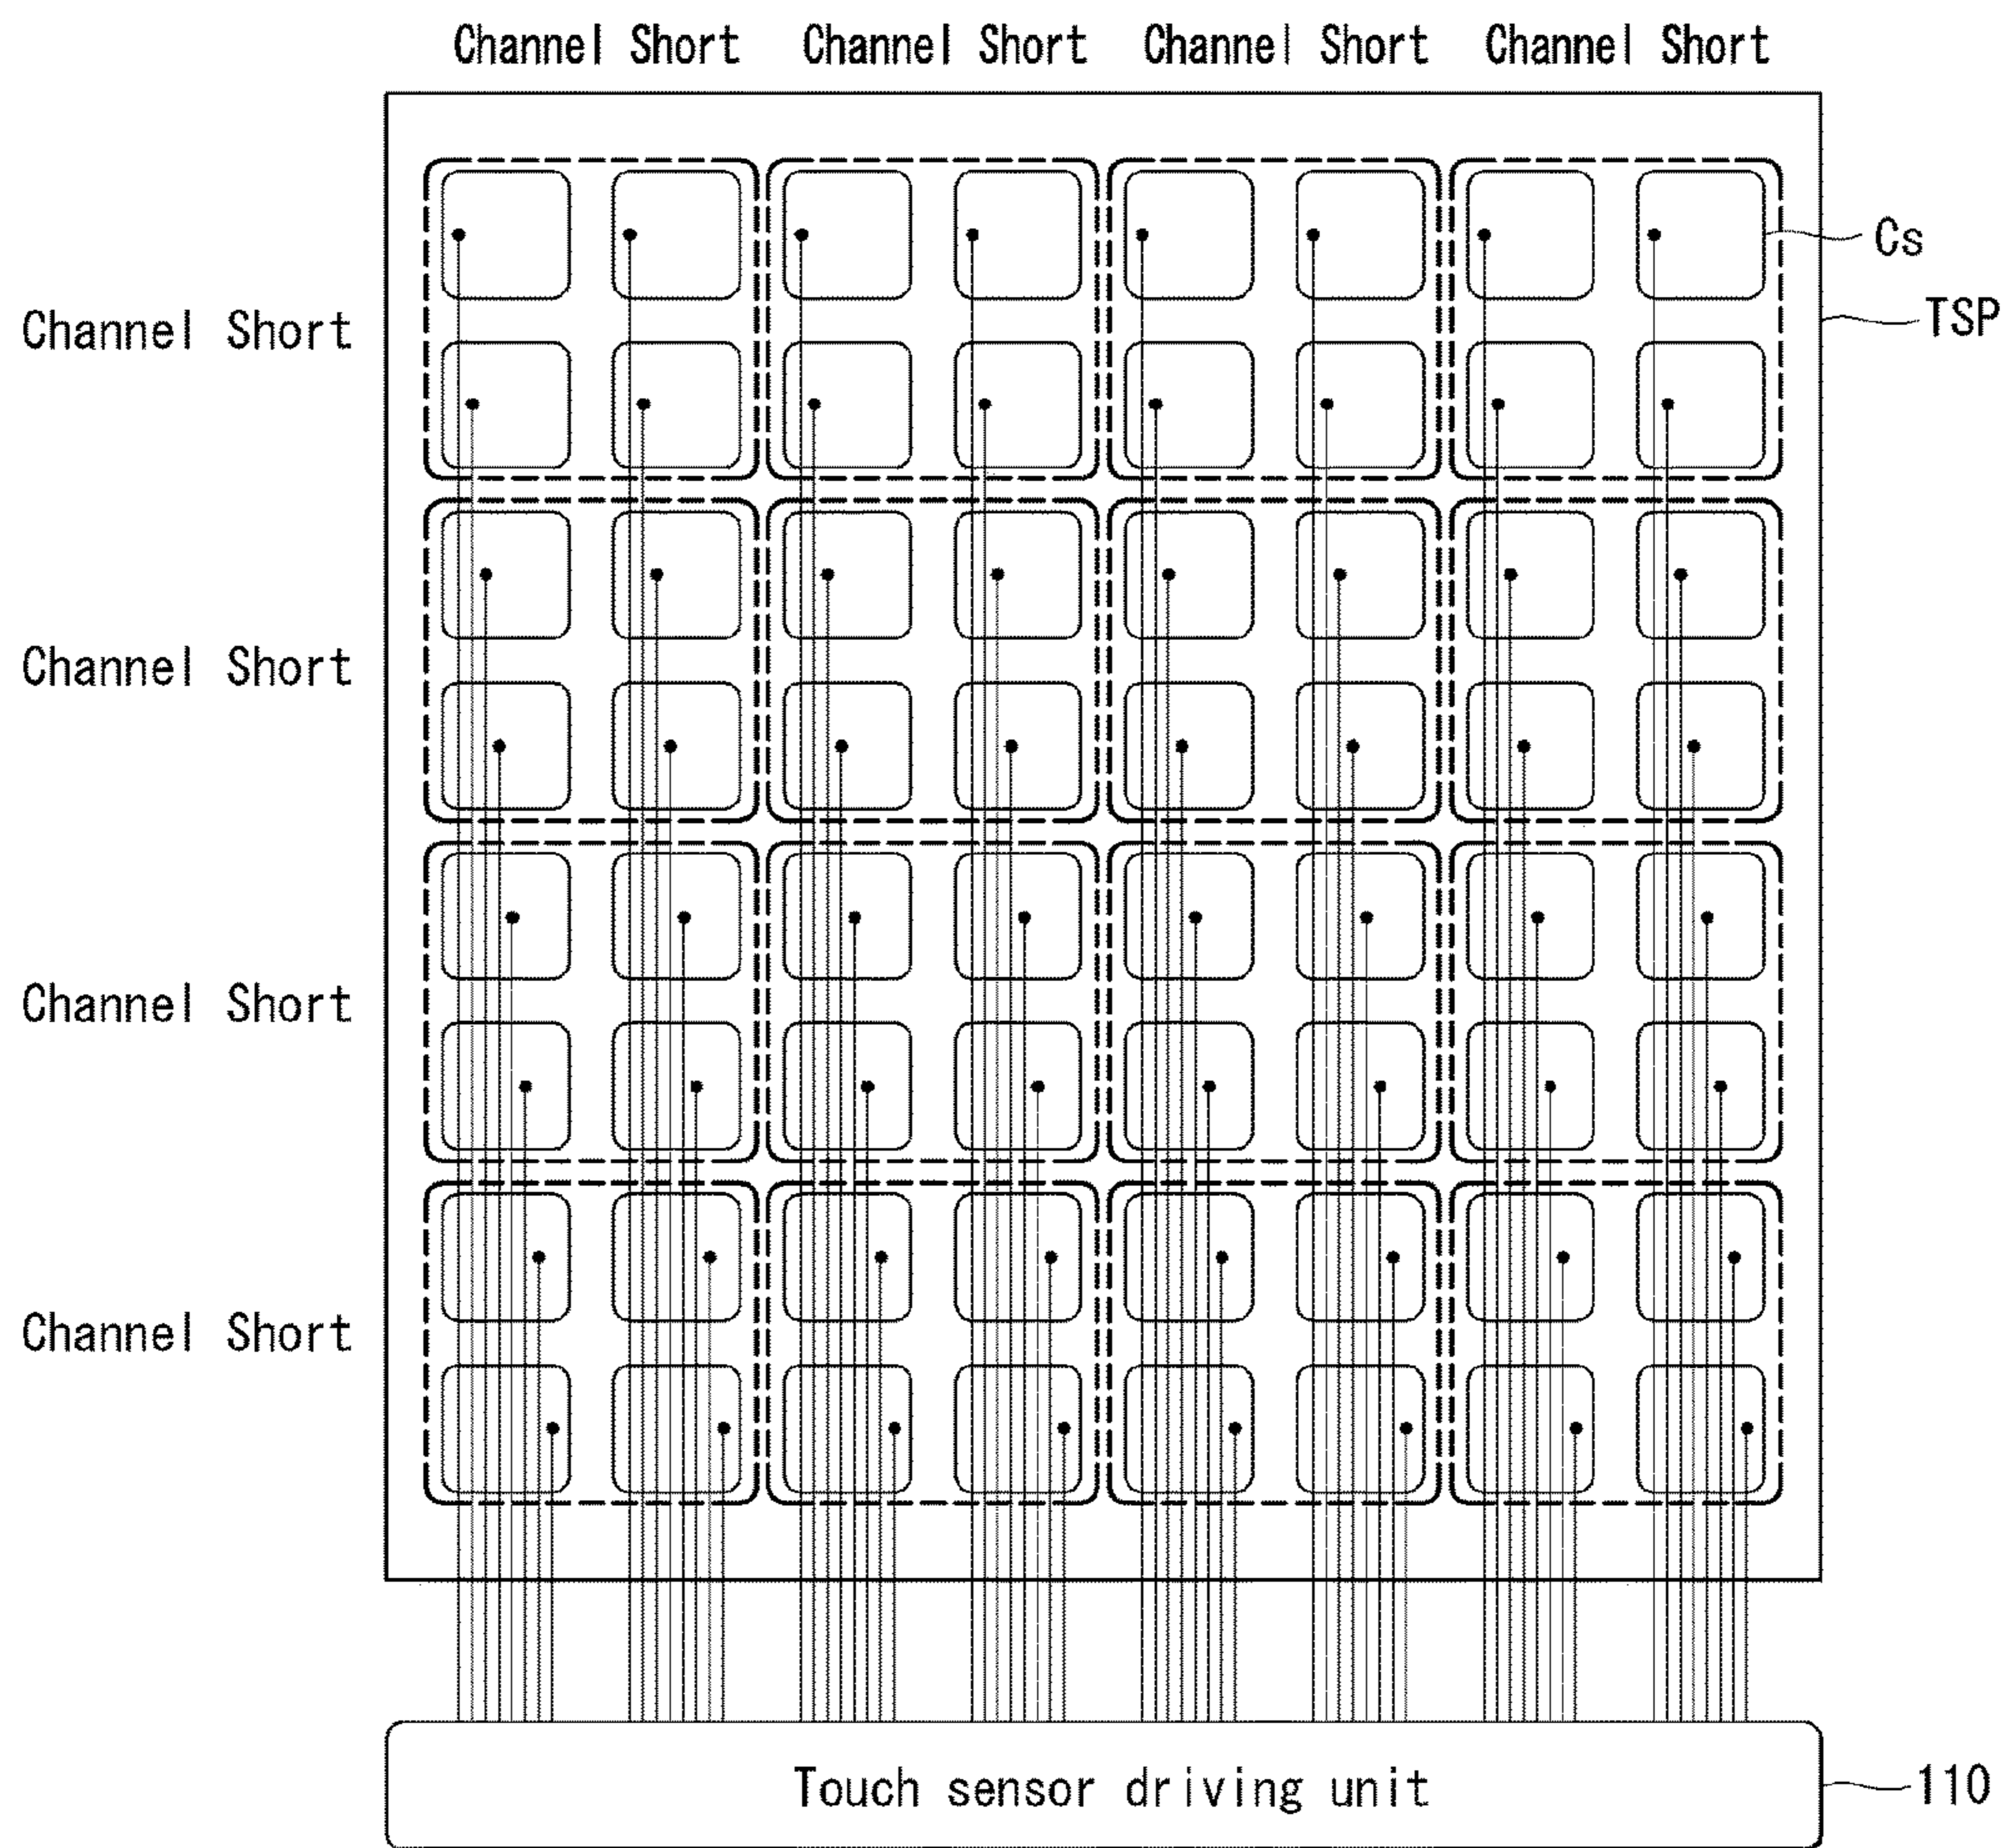 Channel Short Channel Short Channel Short Channel Short
Cs
TSP
Channel Short
Channel Short
Channel Short
Channel Short
Touch sensor driving unit
110